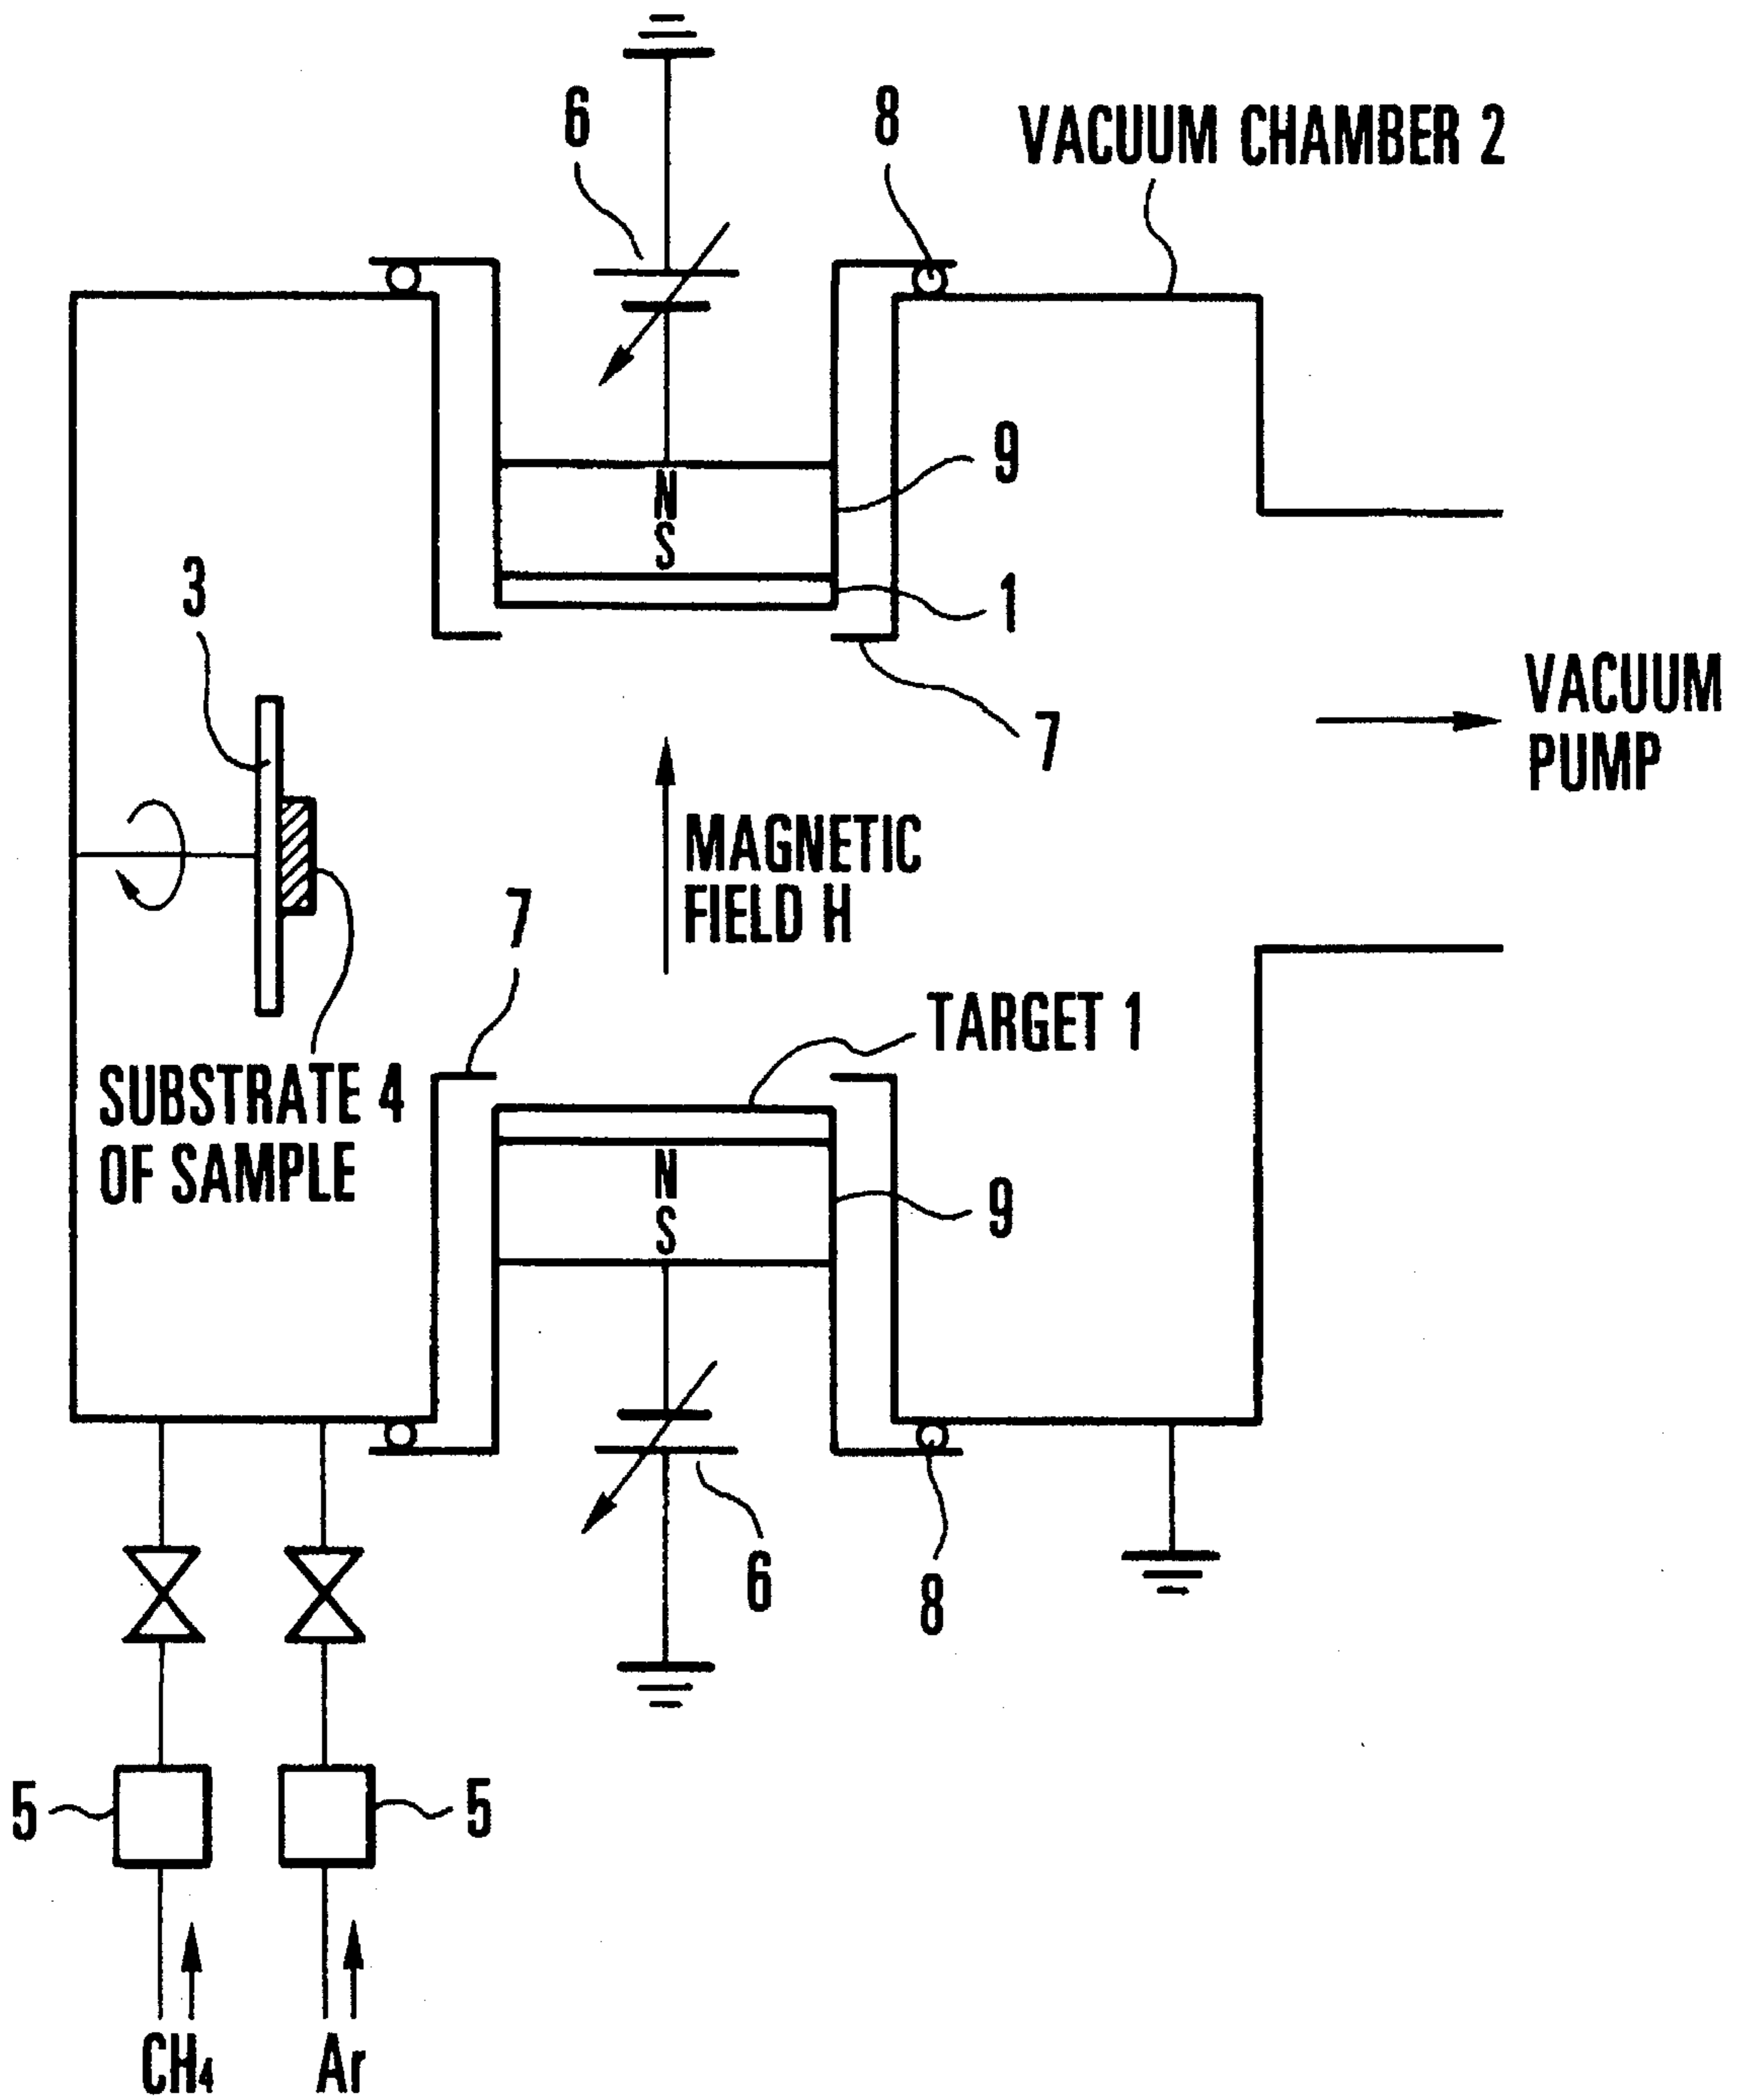 6
8
VACUUM CHAMBER 2
9
N
S
1
3
7
VACUUM
PUMP
MAGNETIC
FIELD H
7
TARGET 1
SUBSTRATE 4
OF SAMPLE
N
S
9
6
8
5
5
CH₄
Ar